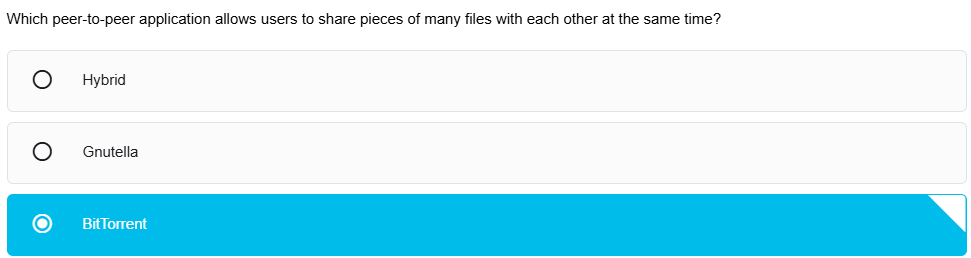 Which peer-to-peer application allows users to share pieces of many files with each other at the same time?
Hybrid
Gnutella
BitTorrent